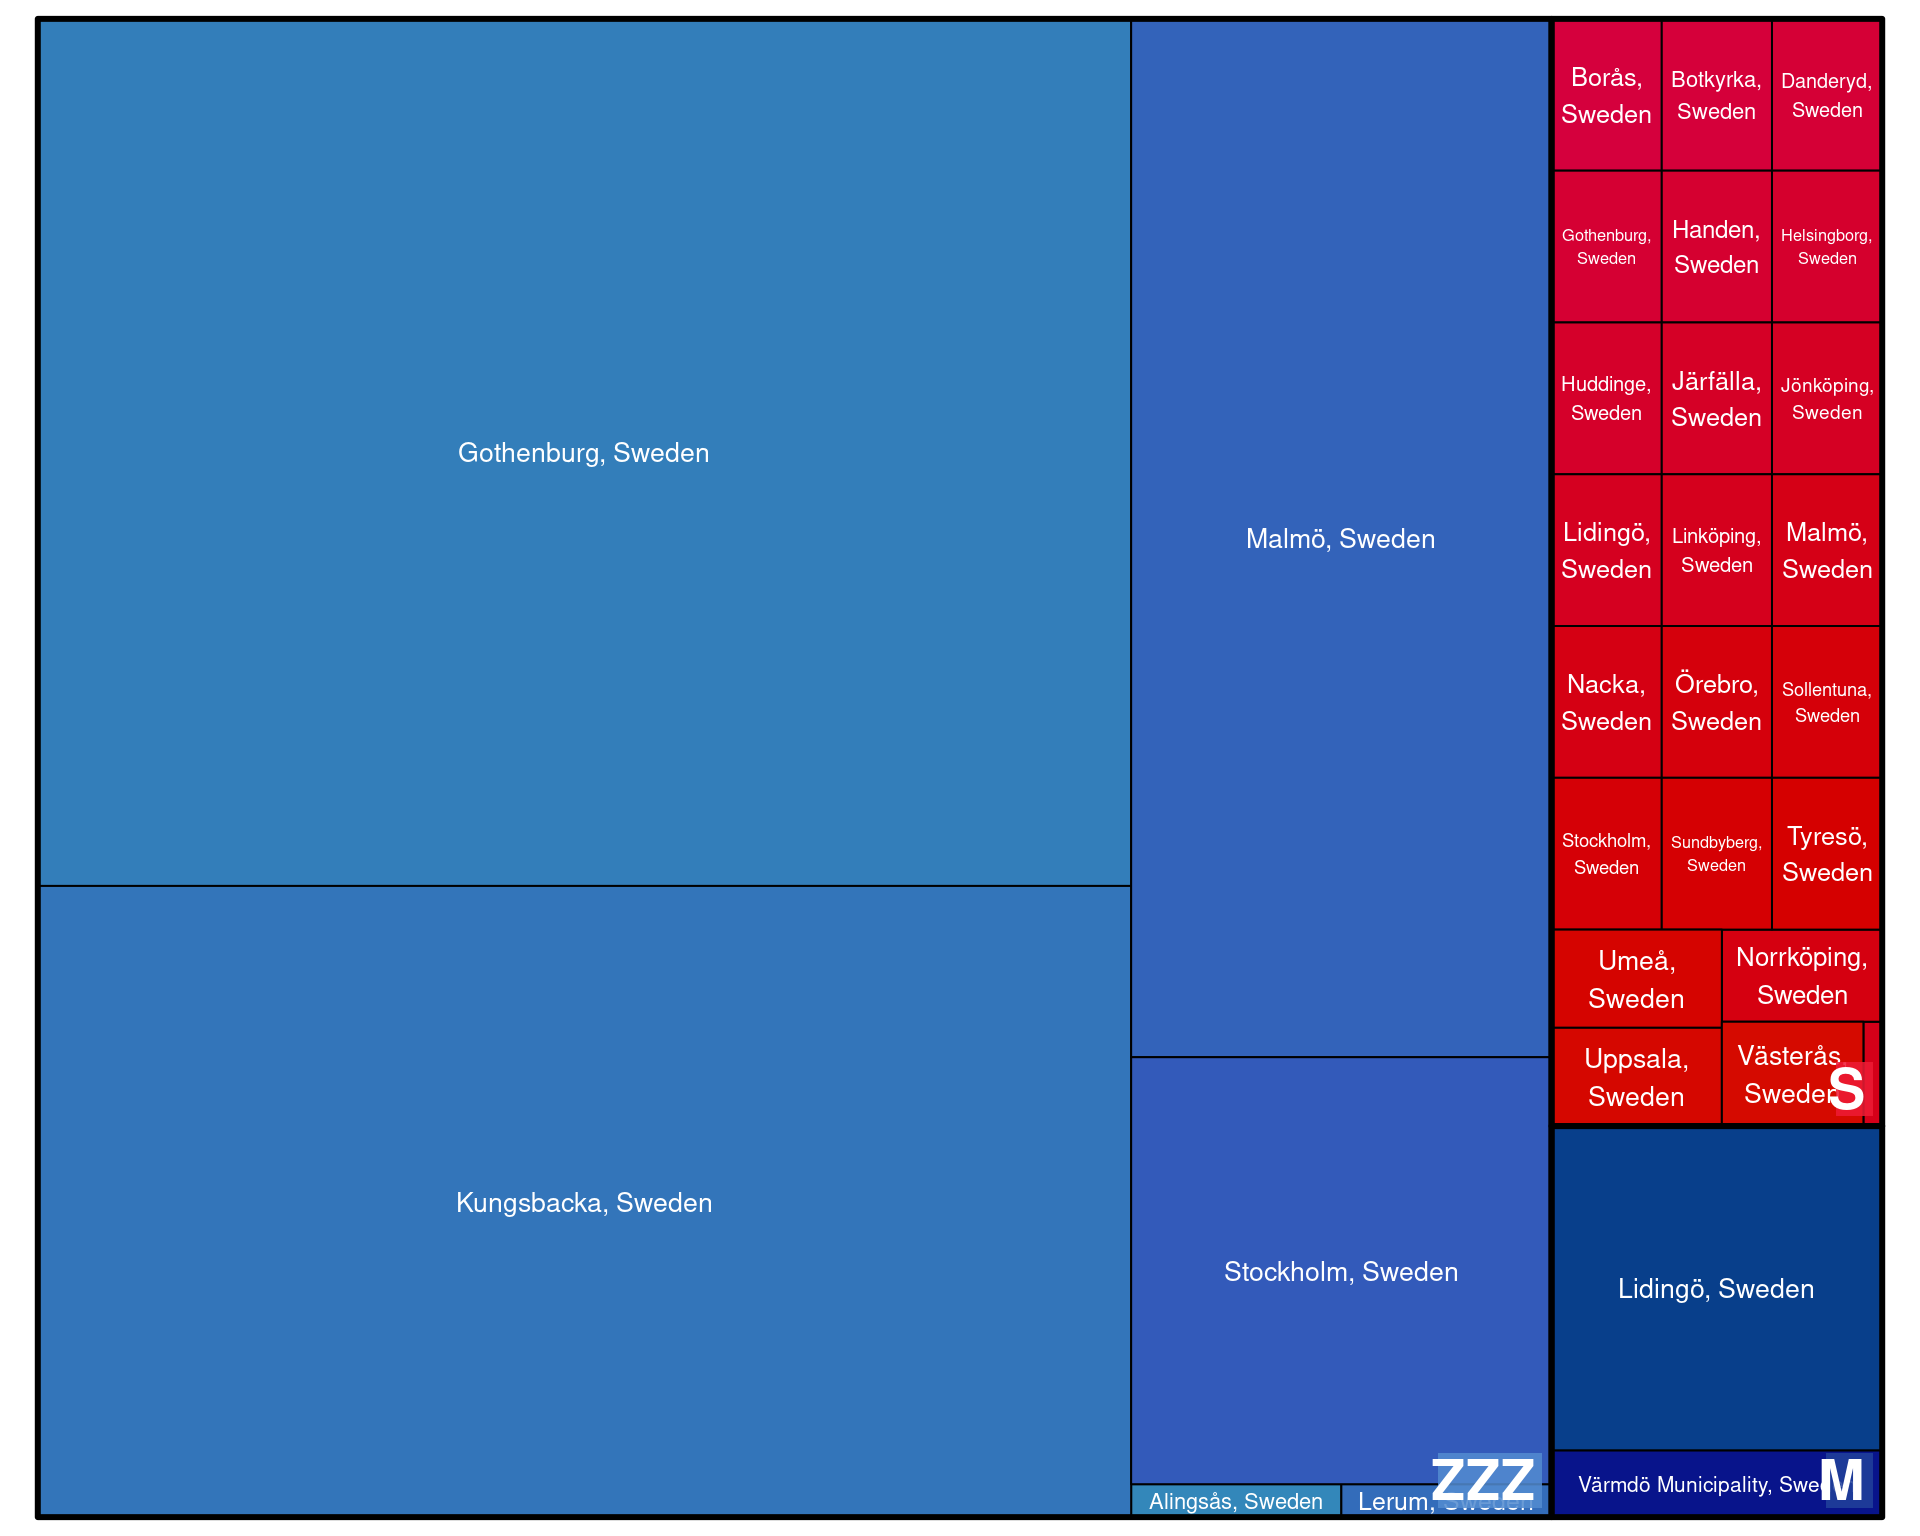 Gothenburg, Sweden
Kungsbacka, Sweden
Malmö, Sweden
Stockholm, Sweden
Alingsås, Sweden
Lerum, Sweden
ZZZ
Borås,
Sweden
Botkyrka,
Sweden
Danderyd,
Sweden
Gothenburg,
Sweden
Handen,
Sweden
Helsingborg,
Sweden
Huddinge,
Sweden
Järfälla,
Sweden
Jönköping,
Sweden
Lidingö,
Sweden
Linköping,
Sweden
Malmö,
Sweden
Nacka,
Sweden
Örebro,
Sweden
Sollentuna,
Sweden
Stockholm,
Sweden
Sundbyberg,
Sweden
Tyresö,
Sweden
Umeå,
Sweden
Norrköping,
Sweden
Uppsala,
Sweden
Västerås,
Sweden
S
Lidingö, Sweden
Värmdö Municipality, Swe
M